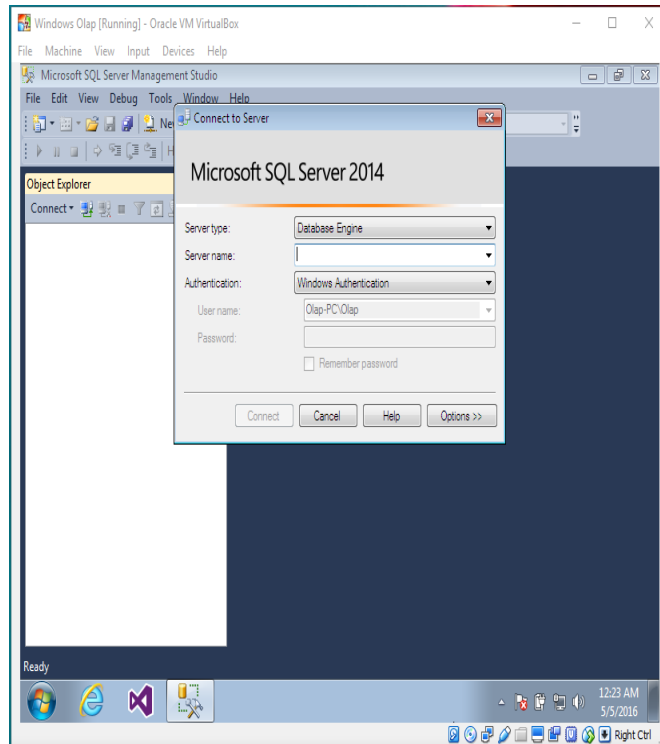 Windows Olap [Running] - Oracle VM VirtualBox
File Machine View Input Devices Help
Microsoft SQL Server Management Studio
File Edit View Debug Tools Window Help
Ne
Connect to Server
H
Microsoft SQL Server 2014
Object Explorer
Connect
Server type: Database Engine
Server name:
Authentication: Windows Authentication
User name: Olap-PC\Olap
Password:
Remember password
Connect Cancel Help Options >>
Ready
12:23 AM
5/5/2016
Right Ctrl